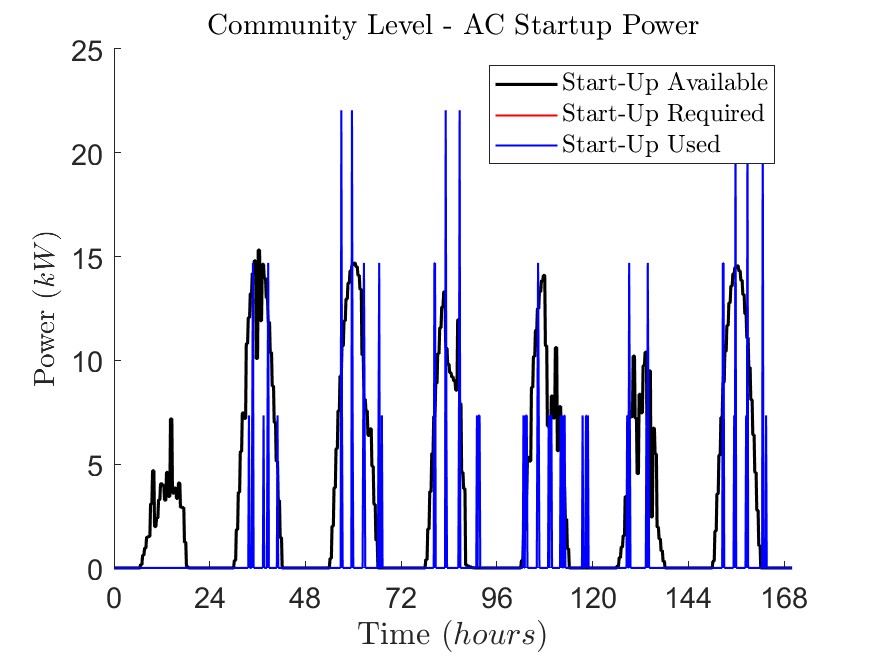 Community Level - AC Startup Power
25
20
15
10
5
0
Power (kW)
Start-Up Available
Start-Up Required
Start-Up Used
0 24 48 72 96 120 144 168
Time (hours)